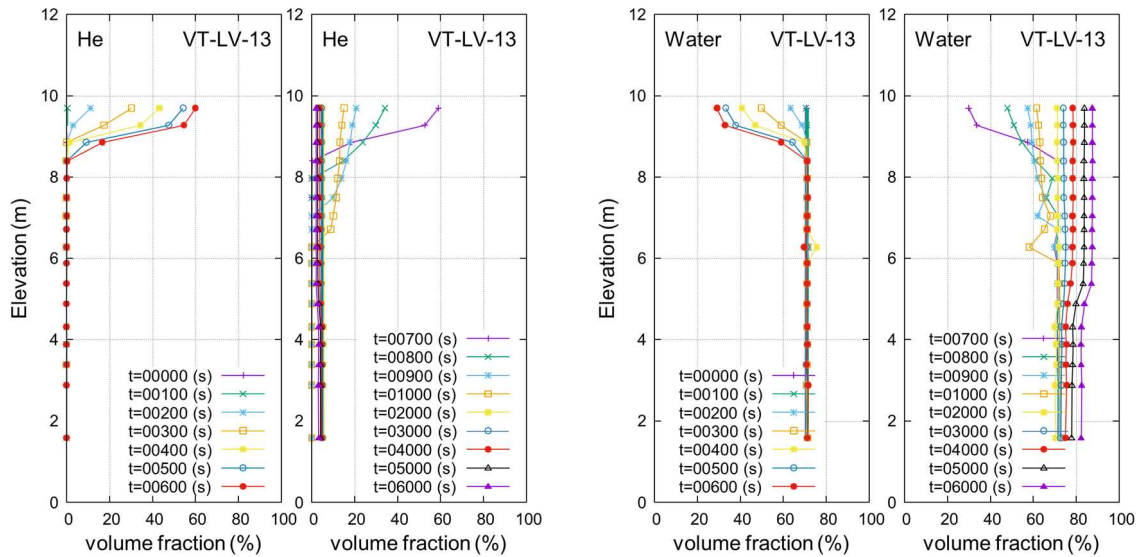 He VT-LV-13
12
10
8
6
4
2
0
Elevation (m)
t=00000 (s)
t=00100 (s)
t=00200 (s)
t=00300 (s)
t=00400 (s)
t=00500 (s)
t=00600 (s)
0 20 40 60 80 100
volume fraction (%)
He VT-LV-13
12
10
8
6
4
2
0
t=00700 (s)
t=00800 (s)
t=00900 (s)
t=01000 (s)
t=02000 (s)
t=03000 (s)
t=04000 (s)
t=05000 (s)
t=06000 (s)
0 20 40 60 80 100
volume fraction (%)
Water VT-LV-13
12
10
8
6
4
2
0
Elevation (m)
t=00000 (s)
t=00100 (s)
t=00200 (s)
t=00300 (s)
t=00400 (s)
t=00500 (s)
t=00600 (s)
0 20 40 60 80 100
volume fraction (%)
Water VT-LV-13
12
10
8
6
4
2
0
t=00700 (s)
t=00800 (s)
t=00900 (s)
t=01000 (s)
t=02000 (s)
t=03000 (s)
t=04000 (s)
t=05000 (s)
t=06000 (s)
0 20 40 60 80 100
volume fraction (%)